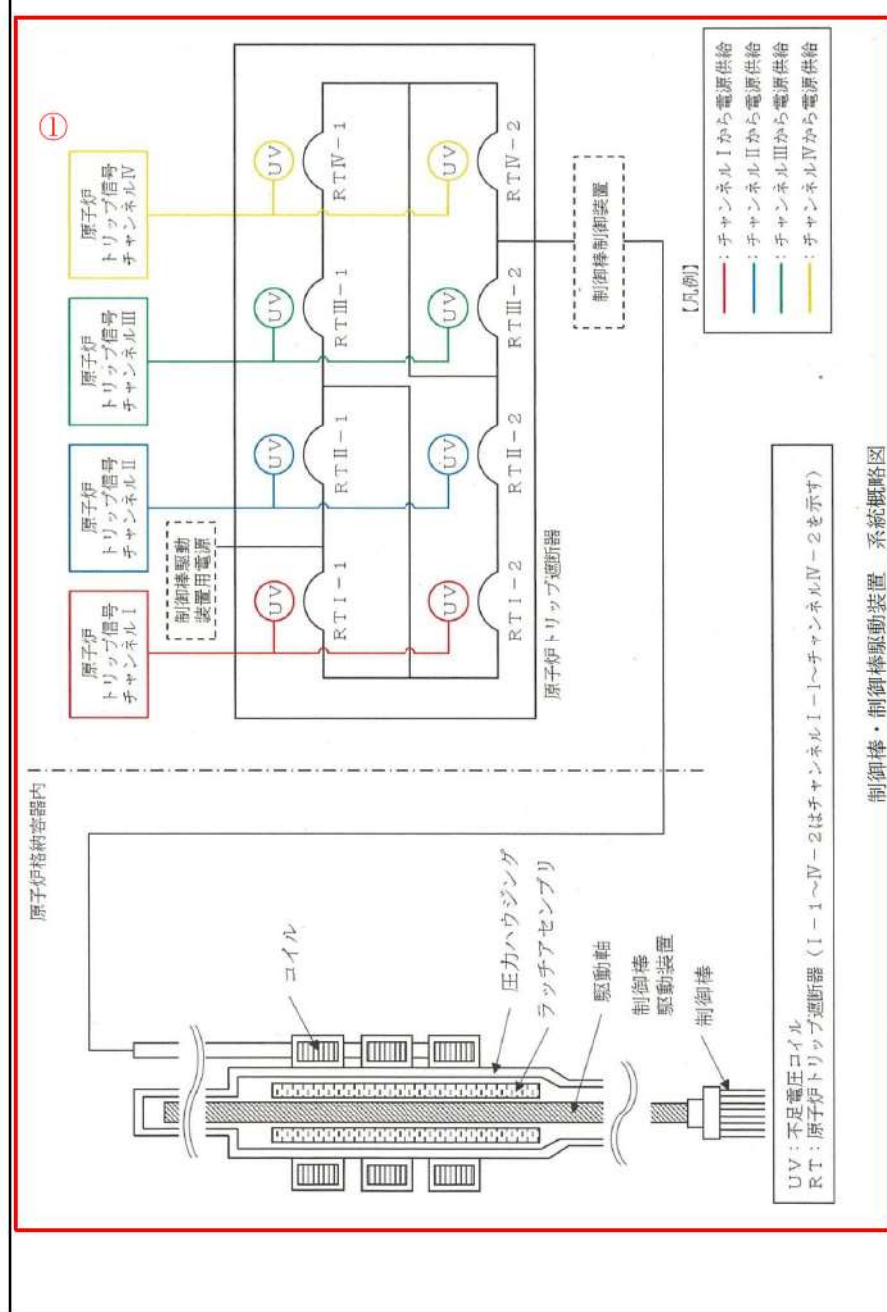 ①
原子炉格納容器内
コイル
圧力ハウジング
ラッチアセンブリ
駆動軸
制御棒
駆動装置
制御棒
原子炉
トリップ信号
チャンネルⅠ
原子炉
トリップ信号
チャンネルⅡ
原子炉
トリップ信号
チャンネルⅢ
原子炉
トリップ信号
チャンネルⅣ
制御棒駆動
装置用電源
UV
UV
UV
UV
RTⅠ-1
RTⅡ-1
RTⅢ-1
RTⅣ-1
UV
UV
UV
UV
RTⅠ-2
RTⅡ-2
RTⅢ-2
RTⅣ-2
原子炉トリップ遮断器
制御棒制御装置
【凡例】
:チャンネルⅠから電源供給
:チャンネルⅡから電源供給
:チャンネルⅢから電源供給
:チャンネルⅣから電源供給
UV:不足電圧コイル
RT:原子炉トリップ遮断器(Ⅰ-1~Ⅳ-2はチャンネルⅠ-1~チャンネルⅣ-2を示す)
制御棒・制御棒駆動装置 系統概略図